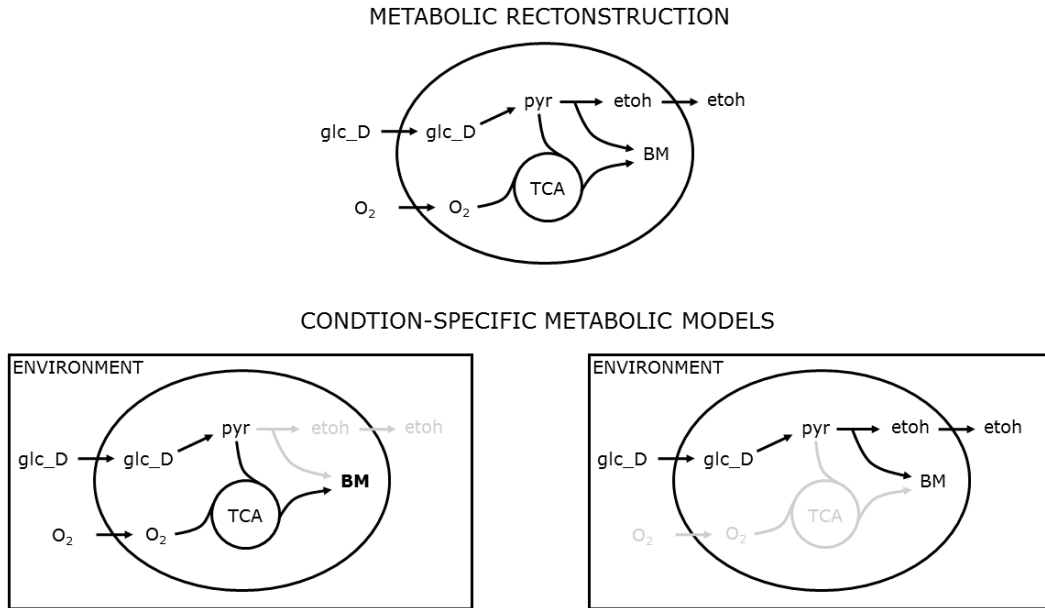 METABOLIC RECTONSTRUCTION
pyr etoh etoh
glc_D glc_D
BM
TCA
O₂ O₂
CONDTION-SPECIFIC METABOLIC MODELS
ENVIRONMENT
pyr etoh etoh
glc_D glc_D
BM
TCA
O₂ O₂
ENVIRONMENT
pyr etoh etoh
glc_D glc_D
BM
TCA
O₂ O₂